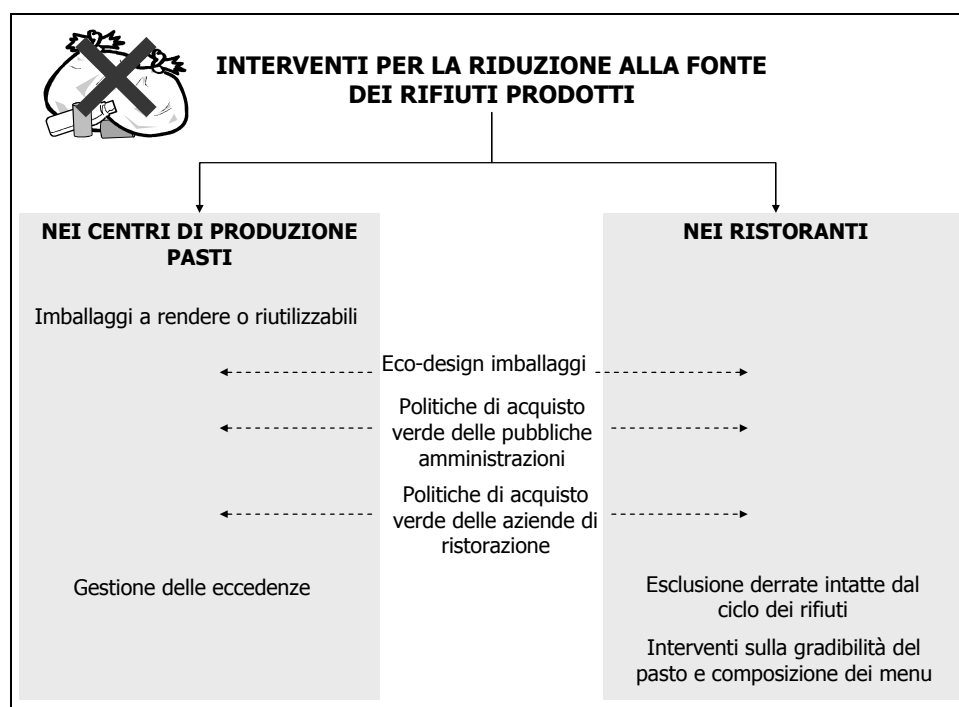 INTERVENTI PER LA RIDUZIONE ALLA FONTE
DEI RIFIUTI PRODOTTI
NEI CENTRI DI PRODUZIONE
PASTI
NEI RISTORANTI
Imballaggi a rendere o riutilizzabili
Eco-design imballaggi
Politiche di acquisto
verde delle pubbliche
amministrazioni
Politiche di acquisto
verde delle aziende di
ristorazione
Gestione delle eccedenze
Esclusione derrate intatte dal
ciclo dei rifiuti
Interventi sulla gradibilità del
pasto e composizione dei menu